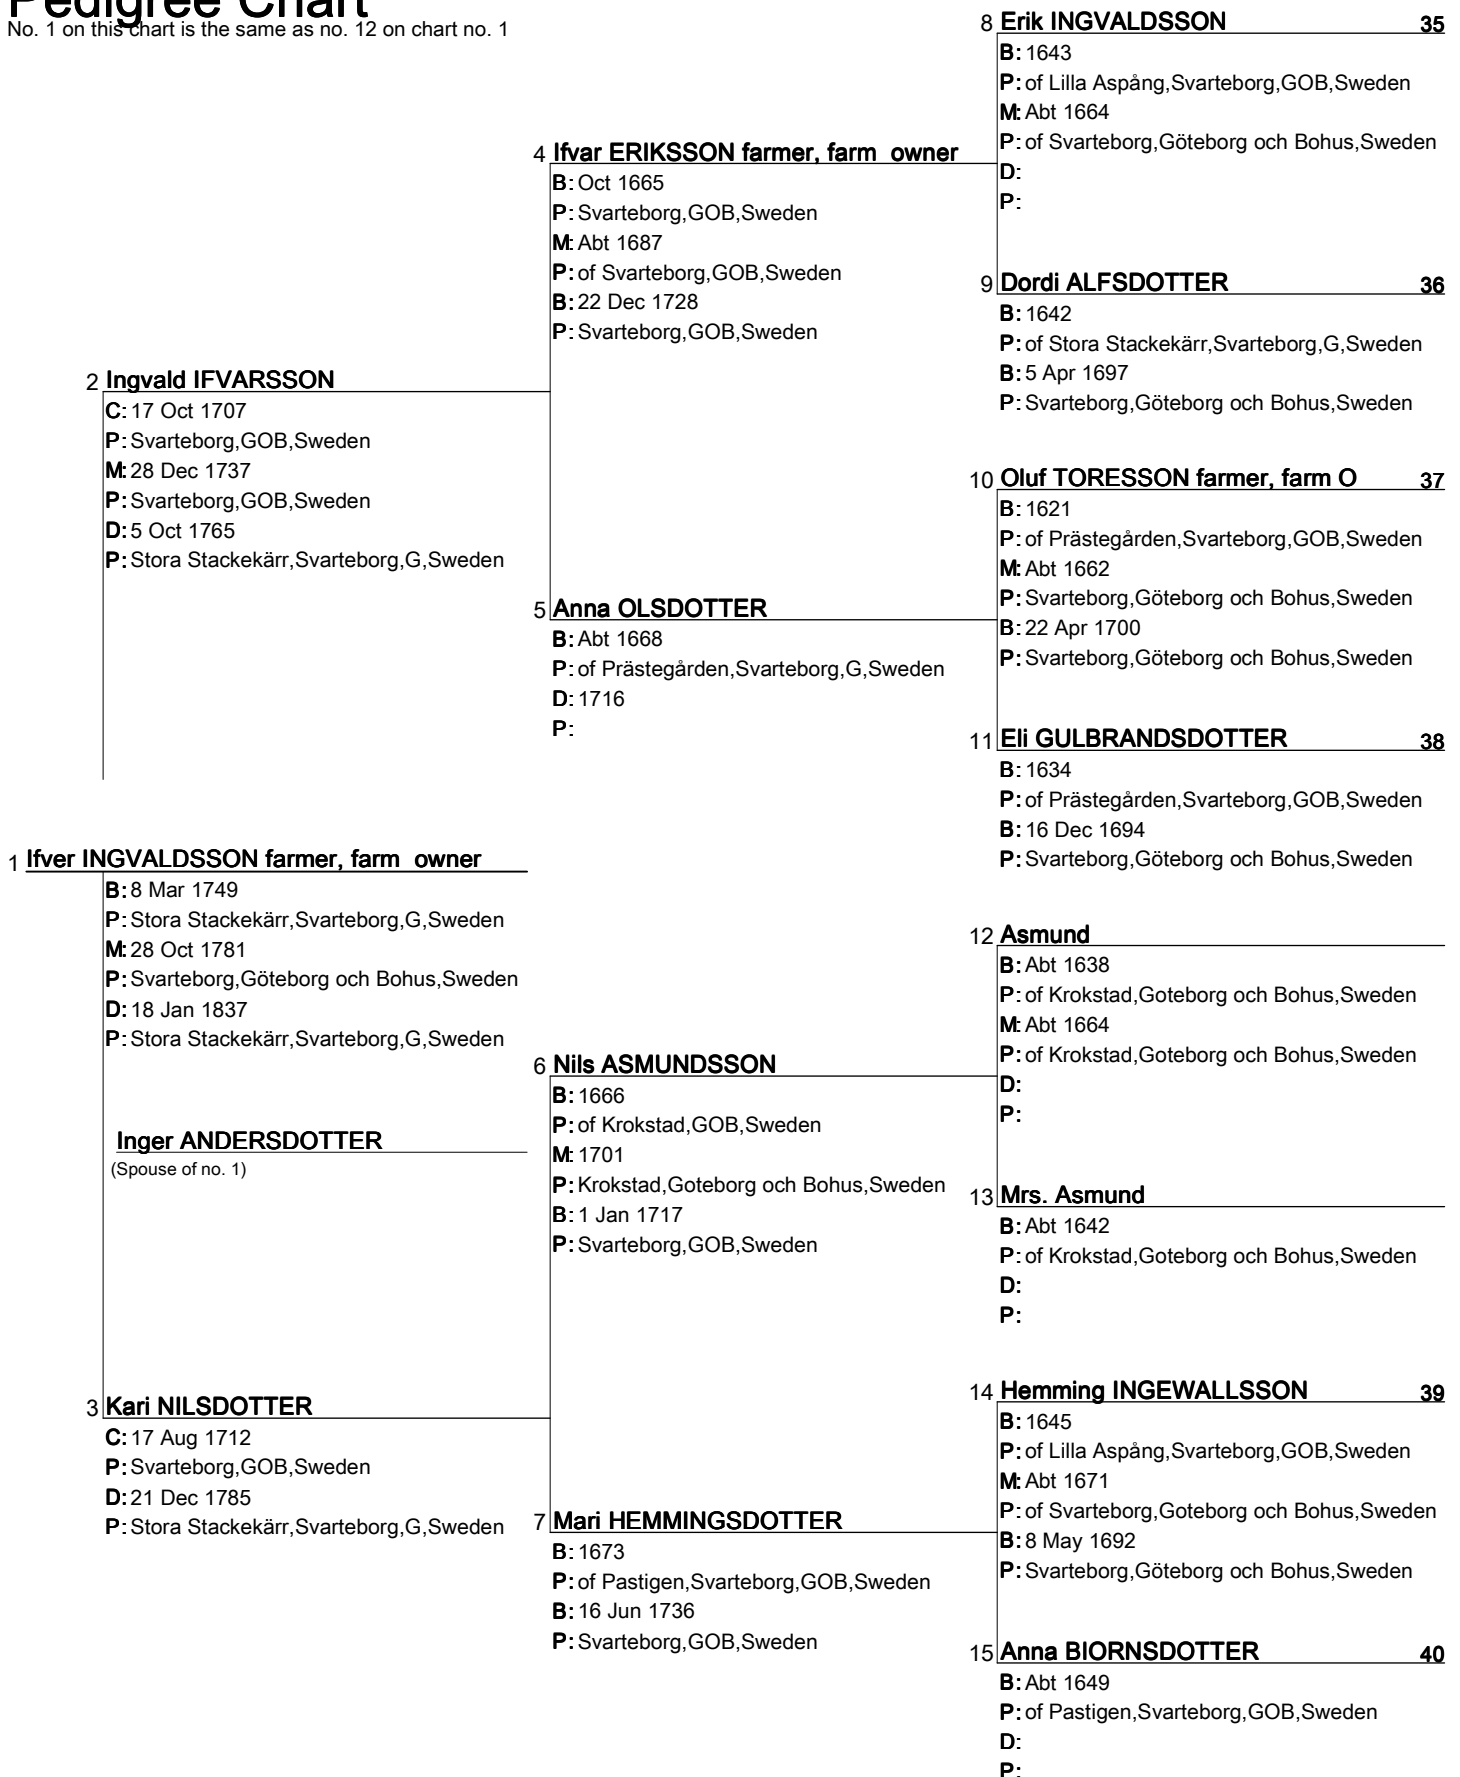 Pedigree Chart
No. 1 on this chart is the same as no. 12 on chart no. 1
8 Erik INGVALDSSON 35
B: 1643
P: of Lilla Aspång,Svarteborg,GOB,Sweden
M: Abt 1664
P: of Svarteborg,Göteborg och Bohus,Sweden
D:
P:
4 Ifvar ERIKSSON farmer, farm owner
B: Oct 1665
P: Svarteborg,GOB,Sweden
M: Abt 1687
P: of Svarteborg,GOB,Sweden
B: 22 Dec 1728
P: Svarteborg,GOB,Sweden
9 Dordi ALFSDOTTER 36
B: 1642
P: of Stora Stackekärr,Svarteborg,G,Sweden
B: 5 Apr 1697
P: Svarteborg,Göteborg och Bohus,Sweden
2 Ingvald IFVARSSON
C: 17 Oct 1707
P: Svarteborg,GOB,Sweden
M: 28 Dec 1737
P: Svarteborg,GOB,Sweden
D: 5 Oct 1765
P: Stora Stackekärr,Svarteborg,G,Sweden
10 Oluf TORESSON farmer, farm O 37
B: 1621
P: of Prästegården,Svarteborg,GOB,Sweden
M: Abt 1662
P: Svarteborg,Göteborg och Bohus,Sweden
B: 22 Apr 1700
P: Svarteborg,Göteborg och Bohus,Sweden
5 Anna OLSDOTTER
B: Abt 1668
P: of Prästegården,Svarteborg,G,Sweden
D: 1716
P:
11 Eli GULBRANDSDOTTER 38
B: 1634
P: of Prästegården,Svarteborg,GOB,Sweden
B: 16 Dec 1694
P: Svarteborg,Göteborg och Bohus,Sweden
1 Ifver INGVALDSSON farmer, farm owner
B: 8 Mar 1749
P: Stora Stackekärr,Svarteborg,G,Sweden
M: 28 Oct 1781
P: Svarteborg,Göteborg och Bohus,Sweden
D: 18 Jan 1837
P: Stora Stackekärr,Svarteborg,G,Sweden
12 Asmund
B: Abt 1638
P: of Krokstad,Goteborg och Bohus,Sweden
M: Abt 1664
P: of Krokstad,Goteborg och Bohus,Sweden
D:
P:
6 Nils ASMUNDSSON
B: 1666
P: of Krokstad,GOB,Sweden
M: 1701
P: Krokstad,Goteborg och Bohus,Sweden
B: 1 Jan 1717
P: Svarteborg,GOB,Sweden
Inger ANDERSDOTTER
(Spouse of no. 1)
13 Mrs. Asmund
B: Abt 1642
P: of Krokstad,Goteborg och Bohus,Sweden
D:
P:
3 Kari NILSDOTTER
C: 17 Aug 1712
P: Svarteborg,GOB,Sweden
D: 21 Dec 1785
P: Stora Stackekärr,Svarteborg,G,Sweden
14 Hemming INGEWALLSSON 39
B: 1645
P: of Lilla Aspång,Svarteborg,GOB,Sweden
M: Abt 1671
P: of Svarteborg,Goteborg och Bohus,Sweden
B: 8 May 1692
P: Svarteborg,Göteborg och Bohus,Sweden
7 Mari HEMMINGSDOTTER
B: 1673
P: of Pastigen,Svarteborg,GOB,Sweden
B: 16 Jun 1736
P: Svarteborg,GOB,Sweden
15 Anna BIORNSDOTTER 40
B: Abt 1649
P: of Pastigen,Svarteborg,GOB,Sweden
D:
P: